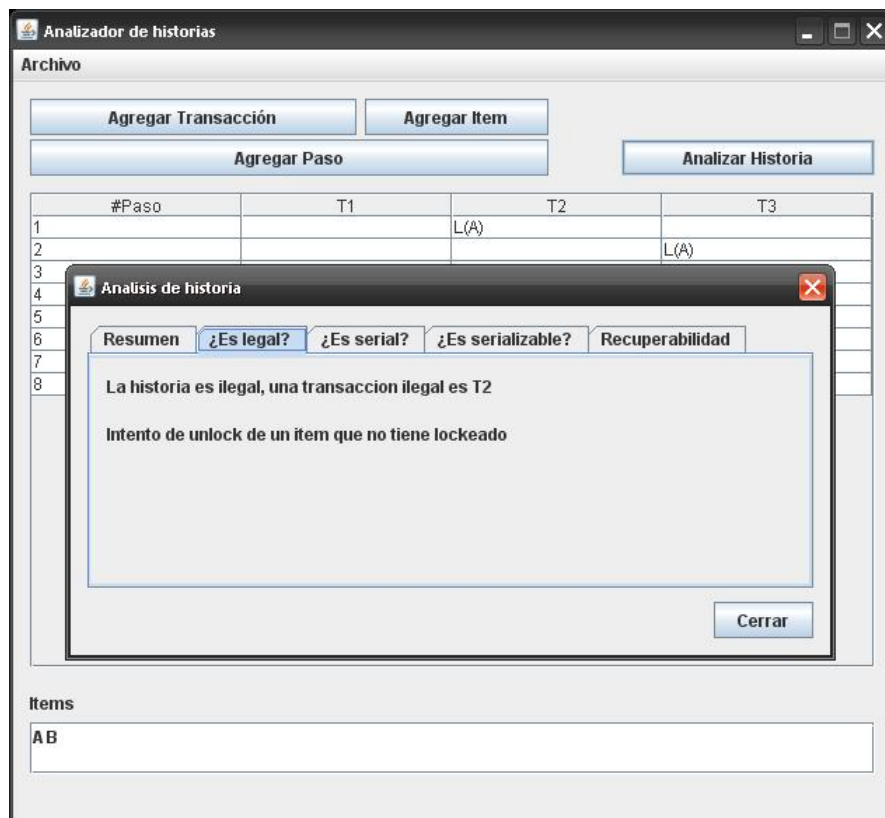 Analizador de historias
Archivo
Agregar Transacción Agregar Item
Agregar Paso Analizar Historia
#Paso T1 T2 T3
1 L(A)
2 L(A)
3
4
5
6
7
8
Analisis de historia
Resumen ¿Es legal? ¿Es serial? ¿Es serializable? Recuperabilidad
La historia es ilegal, una transaccion ilegal es T2
Intento de unlock de un item que no tiene lockeado
Cerrar
Items
A B